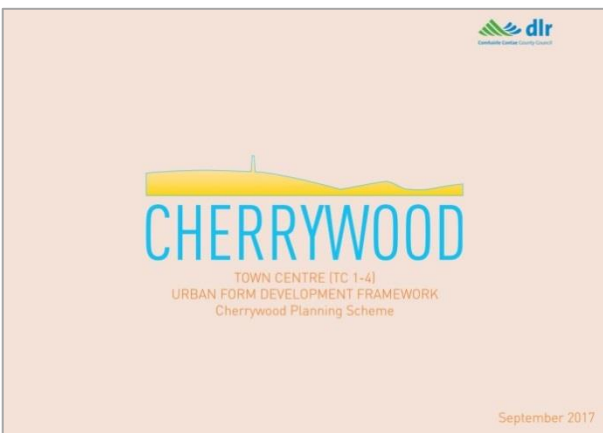 dlr
Comhairle Contae County Council
CHERRYWOOD
TOWN CENTRE (TC 1-4)
URBAN FORM DEVELOPMENT FRAMEWORK
Cherrywood Planning Scheme
September 2017